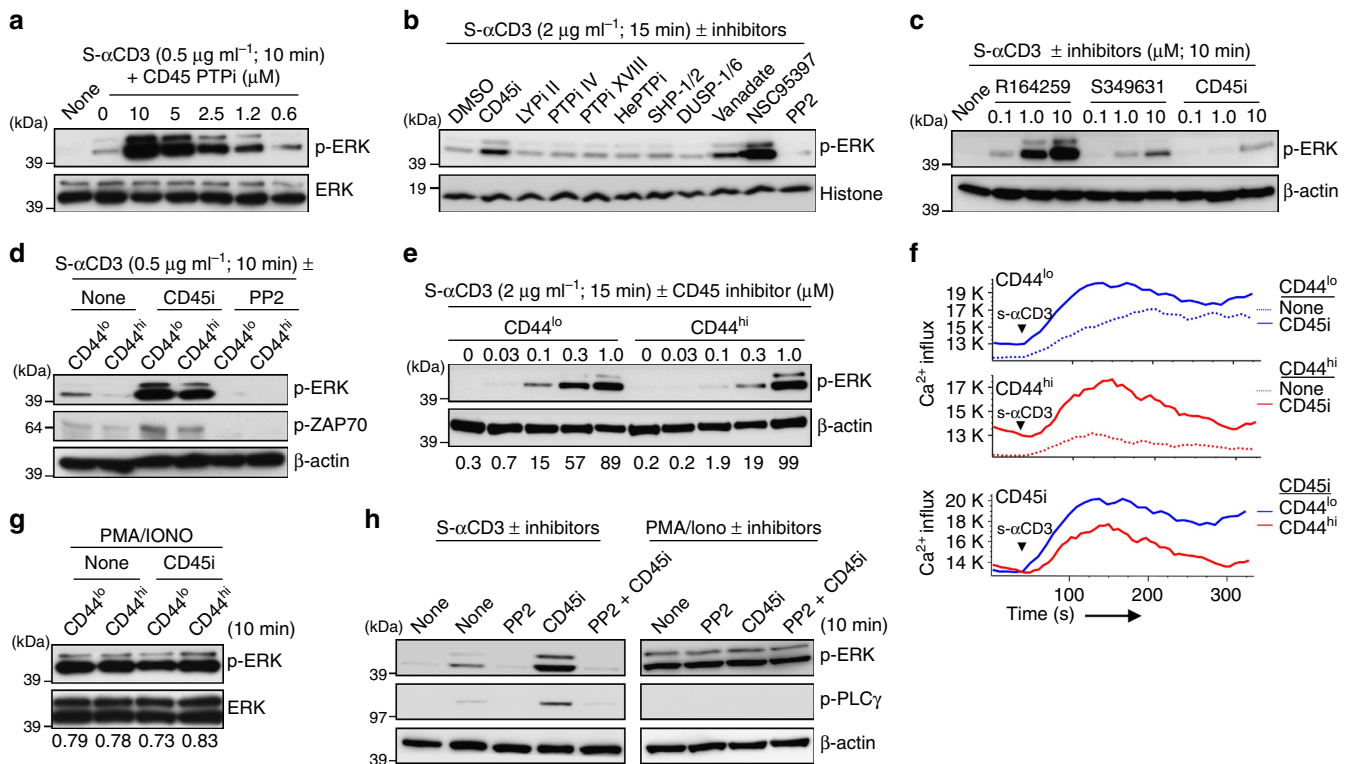 a
S-αCD3 (0.5 μg ml⁻¹; 10 min)
+ CD45 PTPi (μM)
None 0 10 5 2.5 1.2 0.6
(kDa)
39
p-ERK
39
ERK
b
S-αCD3 (2 μg ml⁻¹; 15 min) ± inhibitors
DMSO CD45i LYPi II PTPi IV PTPi XVIII HePTPi SHP-1/2 DUSP-1/6 Vanadate NSC95397 PP2
(kDa)
39
p-ERK
19
Histone
c
S-αCD3 ± inhibitors (μM; 10 min)
None R164259 S349631 CD45i
0.1 1.0 10 0.1 1.0 10 0.1 1.0 10
(kDa)
39
p-ERK
39
β-actin
d
S-αCD3 (0.5 μg ml⁻¹; 10 min) ±
None CD45i PP2
CD44ˡᵒ CD44ʰⁱ CD44ˡᵒ CD44ʰⁱ CD44ˡᵒ CD44ʰⁱ
(kDa)
39
p-ERK
64
p-ZAP70
39
β-actin
e
S-αCD3 (2 μg ml⁻¹; 15 min) ± CD45 inhibitor (μM)
CD44ˡᵒ CD44ʰⁱ
0 0.03 0.1 0.3 1.0 0 0.03 0.1 0.3 1.0
(kDa)
39
p-ERK
39
β-actin
0.3 0.7 15 57 89 0.2 0.2 1.9 19 99
f
Ca²⁺ influx
19 K
17 K
15 K
13 K
CD44ˡᵒ
s-αCD3
CD44ˡᵒ
None
CD45i
17 K
15 K
13 K
CD44ʰⁱ
s-αCD3
CD44ʰⁱ
None
CD45i
Ca²⁺ influx
20 K
18 K
16 K
14 K
CD45i
s-αCD3
CD45i
CD44ˡᵒ
CD44ʰⁱ
100 200 300
Time (s)
g
PMA/IONO
None CD45i
CD44ˡᵒ CD44ʰⁱ CD44ˡᵒ CD44ʰⁱ
(10 min)
(kDa)
39
p-ERK
39
ERK
0.79 0.78 0.73 0.83
h
S-αCD3 ± inhibitors
PMA/Iono ± inhibitors
None None PP2 CD45i PP2 + CD45i
None PP2 CD45i PP2 + CD45i
(10 min)
(kDa)
39
p-ERK
97
p-PLCγ
39
β-actin